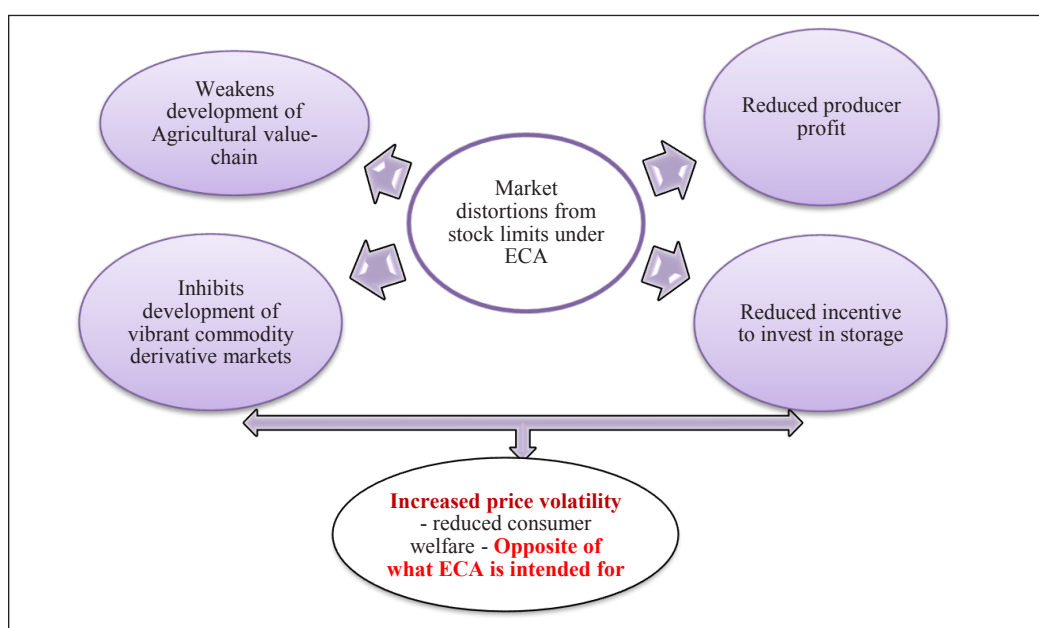 Weakens
development of
Agricultural value-
chain
Reduced producer
profit
Market
distortions from
stock limits under
ECA
Inhibits
development of
vibrant commodity
derivative markets
Reduced incentive
to invest in storage
Increased price volatility
- reduced consumer
welfare - Opposite of
what ECA is intended for